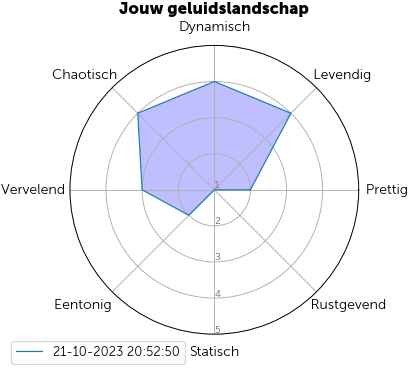 Jouw geluidslandschap
Dynamisch
Chaotisch
Levendig
Vervelend
1
Prettig
2
3
4
Eentonig
Rustgevend
5
21-10-2023 20:52:50
Statisch